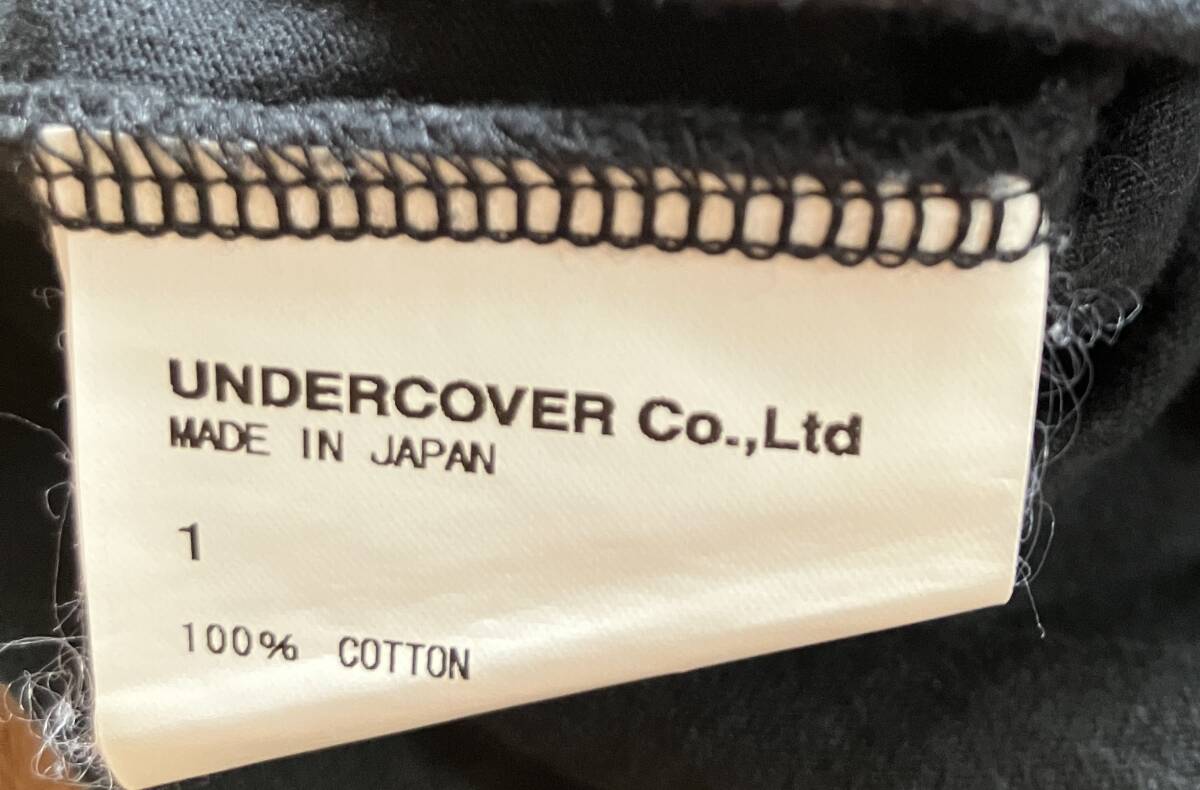 UNDERCOVER Co.,Ltd
MADE IN JAPAN
1
100% COTTON